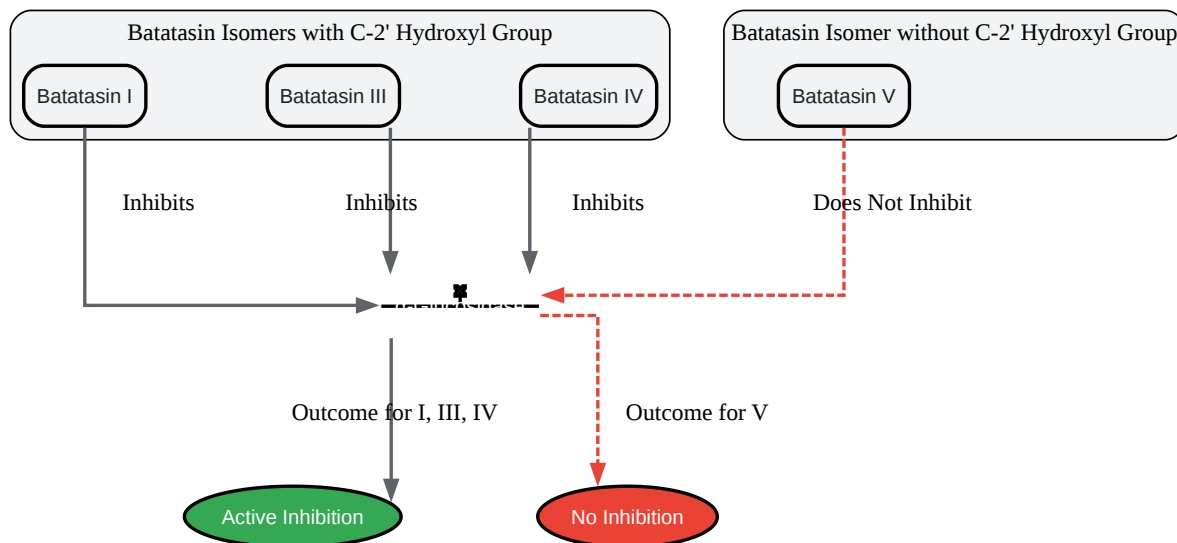 Batatasin Isomers with C-2' Hydroxyl Group
Batatasin Isomer without C-2' Hydroxyl Group
Batatasin I
Batatasin III
Batatasin IV
Batatasin V
Inhibits
Inhibits
Inhibits
Does Not Inhibit
Outcome for I, III, IV
Outcome for V
Active Inhibition
No Inhibition